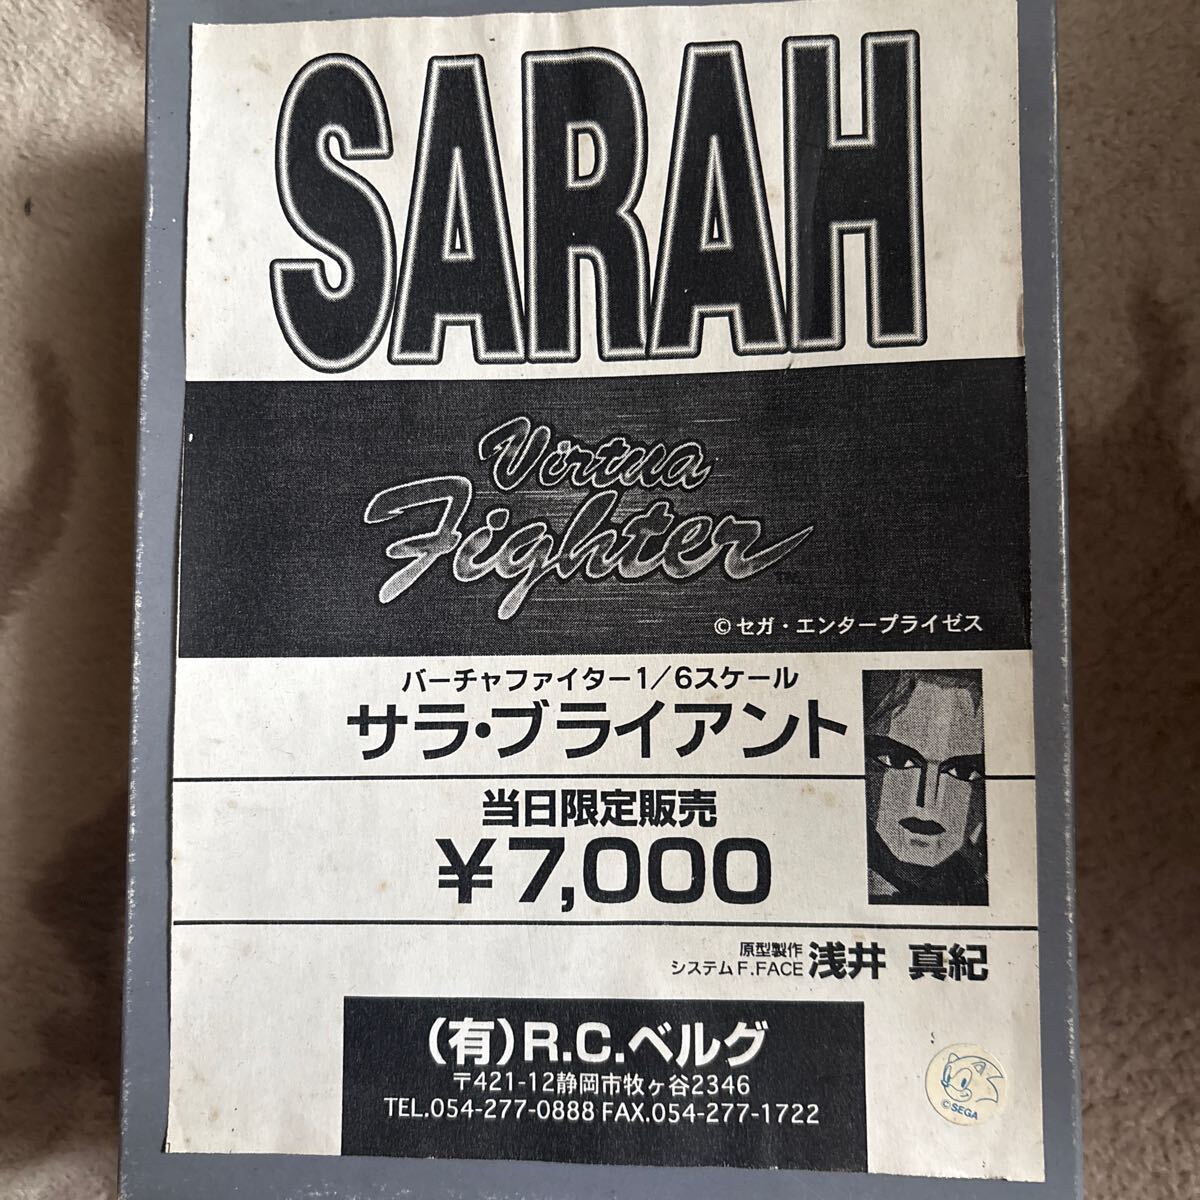 SARAH
Virtua
Fighter TM
©セガ・エンタープライゼス
バーチャファイター1/6スケール
サラ・ブライアント
当日限定販売
¥7,000
原型製作
システムF.FACE 浅井 真紀
(有)R.C.ベルグ
〒421-12静岡市牧ヶ谷2346
TEL.054-277-0888 FAX.054-277-1722
©SEGA